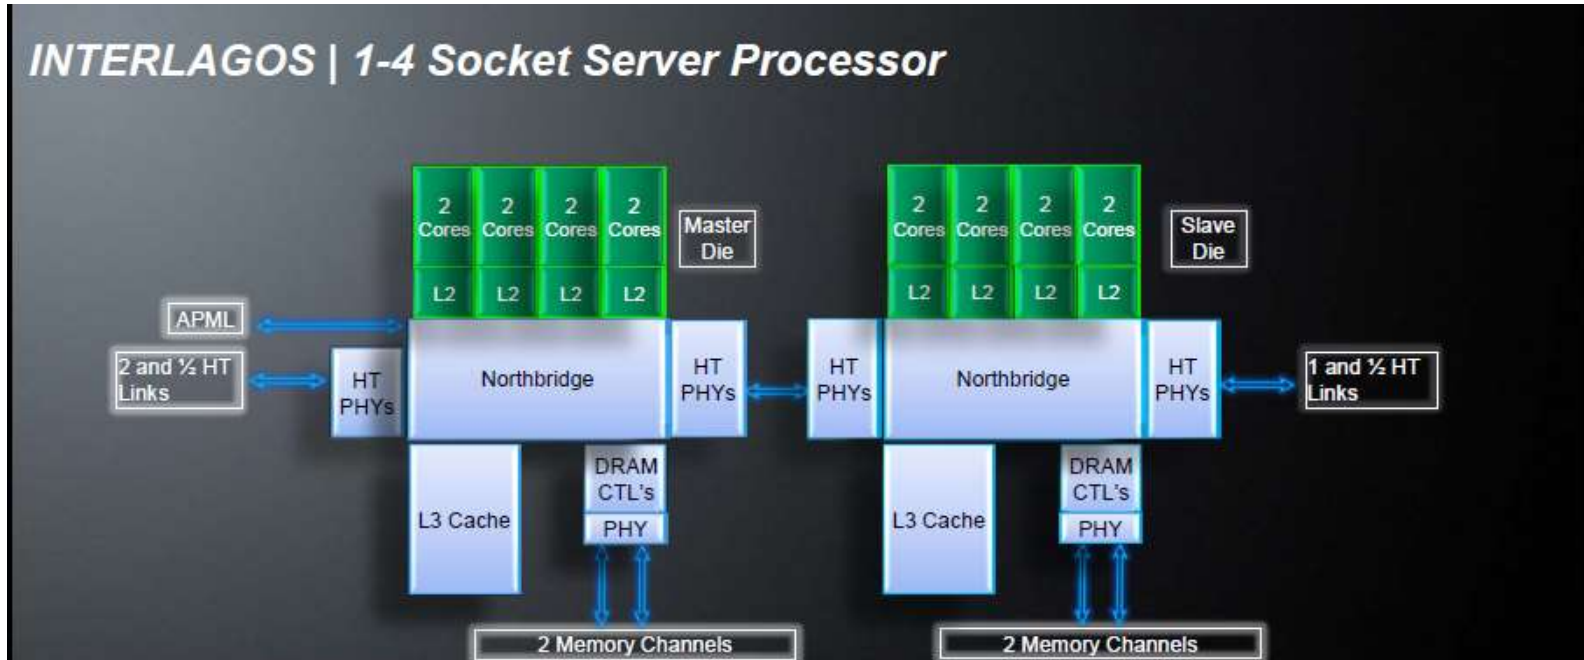 INTERLAGOS | 1-4 Socket Server Processor
2
Cores
2
Cores
2
Cores
2
Cores
Master
Die
2
Cores
2
Cores
2
Cores
2
Cores
Slave
Die
L2
L2
L2
L2
L2
L2
L2
L2
APML
2 and ½ HT
Links
HT
PHYs
Northbridge
HT
PHYs
HT
PHYs
Northbridge
HT
PHYs
1 and ½ HT
Links
L3 Cache
DRAM
CTL's
PHY
L3 Cache
DRAM
CTL's
PHY
2 Memory Channels
2 Memory Channels